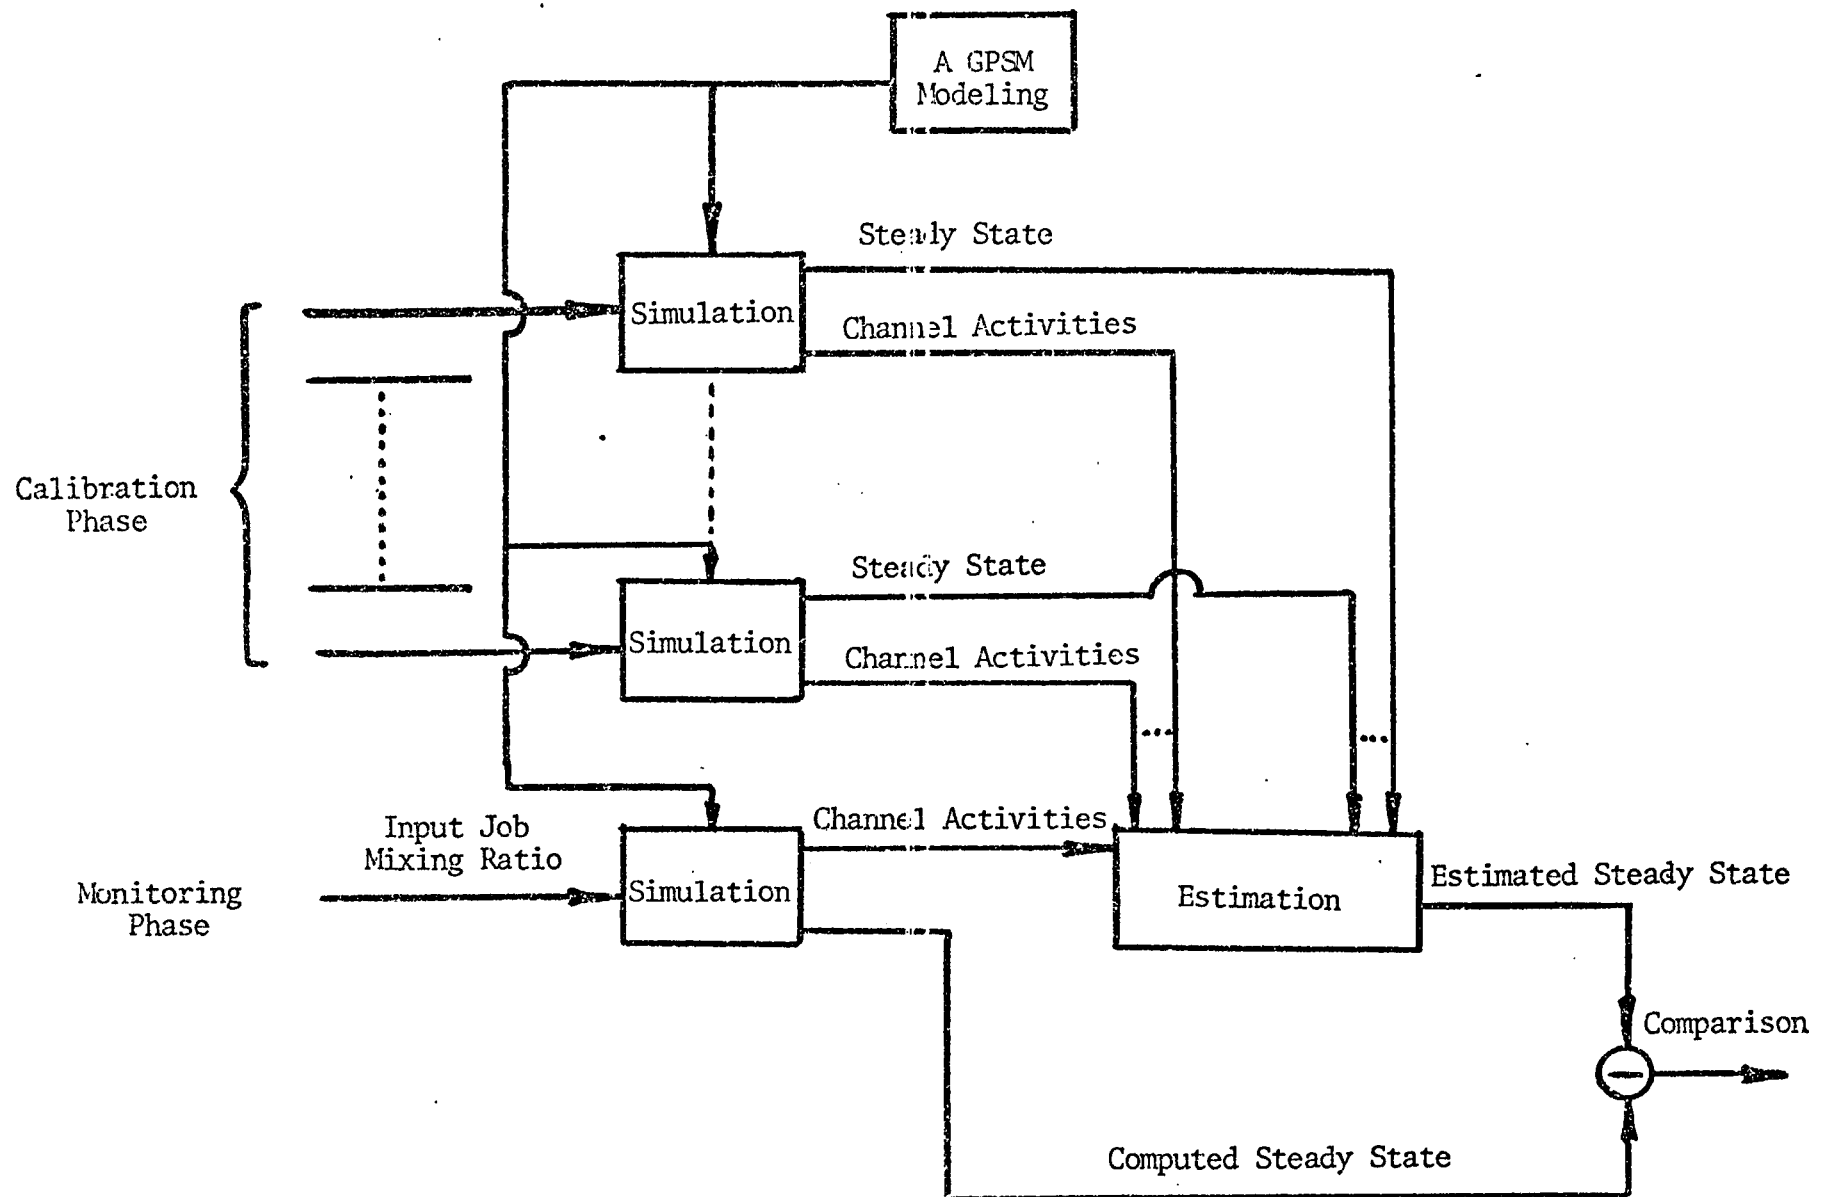 A GPSM
Modeling
Steady State
Simulation
Channel Activities
Calibration
Phase
Steady State
Simulation
Channel Activities
Input Job
Mixing Ratio
Channel Activities
Monitoring
Phase
Simulation
Estimation
Estimated Steady State
Comparison
Computed Steady State